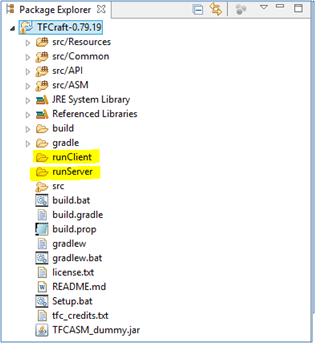 Package Explorer
TFCraft-0.79.19
src/Resources
src/Common
src/API
src/ASM
JRE System Library
Referenced Libraries
build
gradle
runClient
runServer
src
build.bat
build.gradle
build.prop
gradlew
gradlew.bat
license.txt
README.md
Setup.bat
tfc_credits.txt
TFCASM_dummy.jar